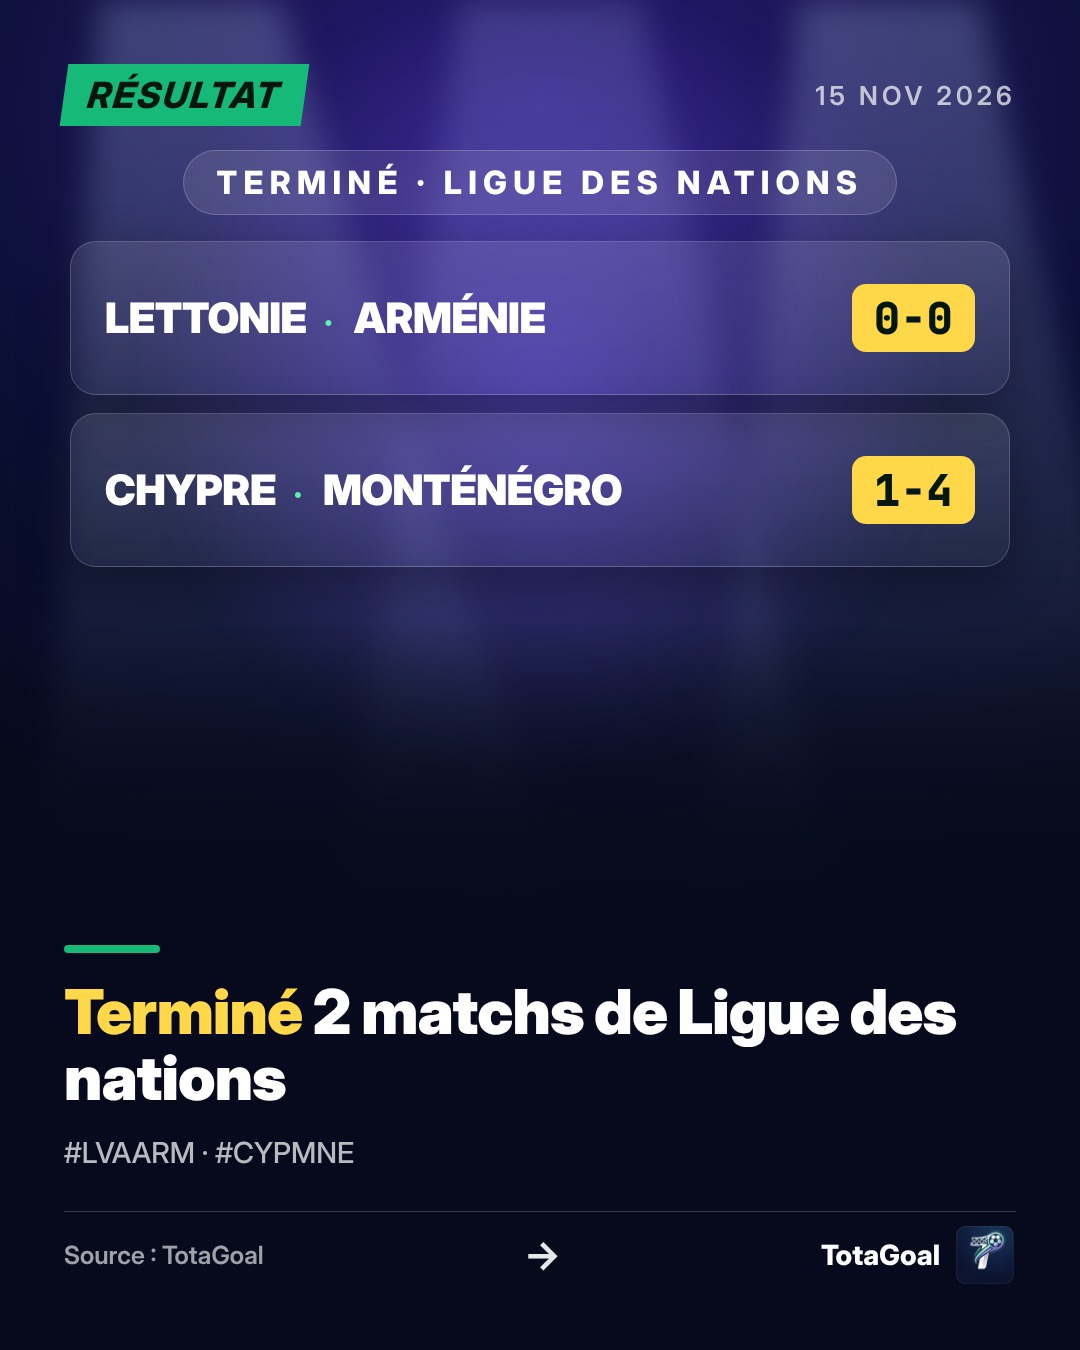 RÉSULTAT
15 NOV 2026
TERMINÉ · LIGUE DES NATIONS
LETTONIE · ARMÉNIE 0-0
CHYPRE · MONTÉNÉGRO 1-4
Terminé 2 matchs de Ligue des
nations
#LVAARM · #CYPMNE
Source : TotaGoal → TotaGoal